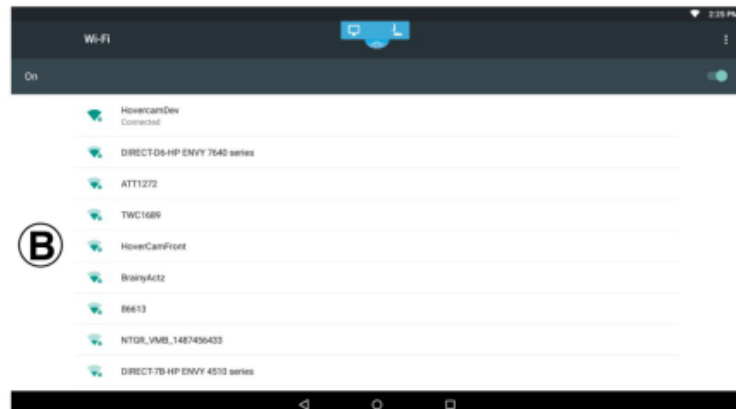 2:25 PM
Wi-Fi
On
HovercamDev
Connected
DIRECT-D6-HP ENVY 7640 series
ATT1272
TWC1689
HoverCamFront
B
BrainyActz
86613
NTGR_VMB_1487456433
DIRECT-7B-HP ENVY 4510 series